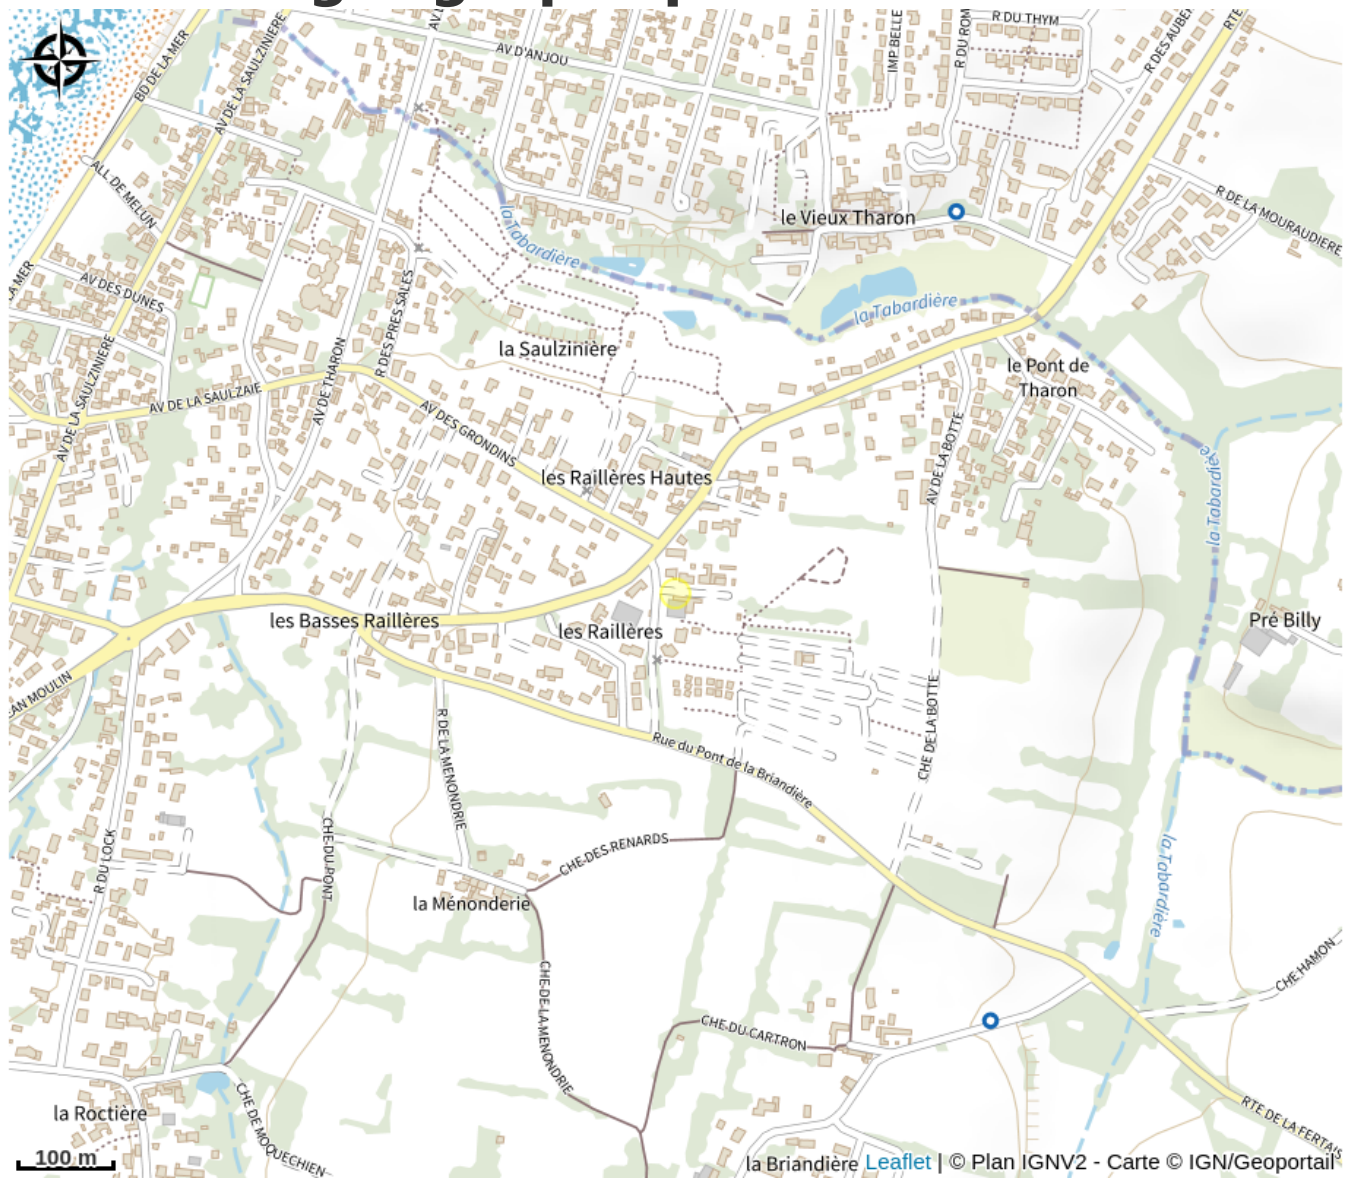 R DU THYM
AV D'ANJOU
IMP BELLE
R DU ROM
R DES AUBE
RTE
BD DE LA MER
AV DE LA SAULZINIERE
ALL DE MELUN
R DE LA MOURAUDIERE
le Vieux Tharon
la Tabardière
LA MER
AV DES DUNES
R DES PRES SALES
la Tabardière
la Saulzinière
le Pont de
Tharon
AV DE LA SAULZINIERE
AV DE THARON
AV DE LA SAULZAIE
AV DES GRONDINS
AV DE LA BOTTE
les Raillères Hautes
la Tabardière
les Basses Raillères
les Raillères
Pré Billy
EAN MOULIN
R DE LA MENONDRIE
CHE DE LA BOTTE
Rue du Pont de la Briandière
R DU LOCK
CHE DU PONT
CHE DES RENARDS
la Ménonderie
la Tabardière
CHE HAMON
CHE DE LA MENONDRIE
CHE DU CARTRON
la Roctière
CHE DE MOQUECHIEN
RTE DE LA FERTAIS
100 m
la Briandière
Leaflet | © Plan IGNV2 - Carte © IGN/Geoportail